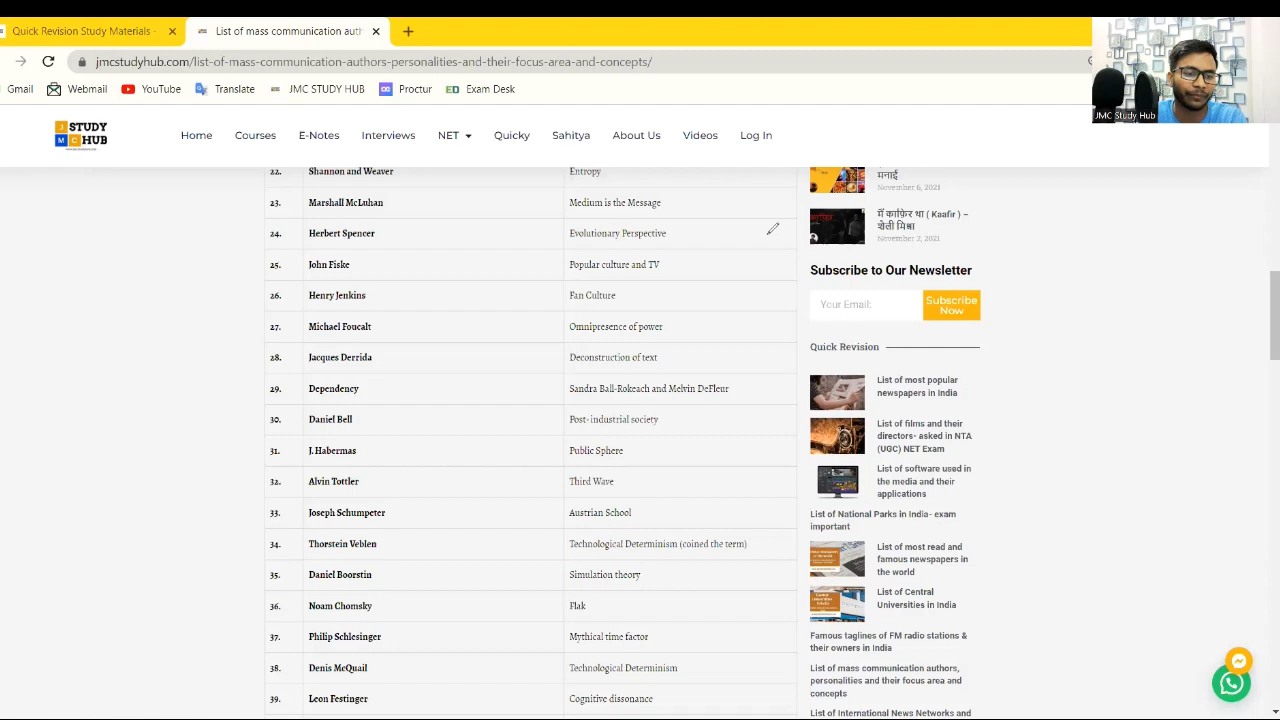 Quick Revision Study Materials -
List of mass communication auth
jmcstudyhub.com/list-of-mass-communication-authors-personalities-and-their-focus-area-and-concepts/
Gmail Webmail YouTube Translate JMC STUDY HUB Proctur Exam Desk
JMC Study Hub
J STUDY
M C HUB
Home Courses E-Notes Interviews NET Quicky Sahitya About Us Videos Log In
22. Shannon and Weaver Entropy
23. Marshall McLuhan Medium is the Message
24. Herbert Spencer Evolutionary Perspective
25. John Fiske Popular culture and TV
26. Henry Jenkins Fan Culture
27. Michael Foucalt Omnipresence of power
28. Jacques Derrida Deconstruction of text
29. Dependency Sandra Ball-Rokeach and Melvin DeFleur
30. Daniel Bell Post-industrial society
31. J. Habermas Public Sphere
32. Alvin Tottler Third Wave
33. Joseph Schumpeter Austrian School
34. Thorstein Veblen Technological Determinism (coined the term)
35. Daniel Boorstin Simulation theory
36. Noam Chonsky Flak
37. Philip Schlesinger Mythical time factor
38. Denis McQuail Technological Determinism
39. Leon Festinger Cognitive dissonance
मनाई
November 6, 2021
में काफ़िर था ( Kaafir ) –
शैली मिश्रा
November 2, 2021
Subscribe to Our Newsletter
Your Email:
Subscribe
Now
Quick Revision
List of most popular
newspapers in India
List of films and their
directors- asked in NTA
(UGC) NET Exam
List of software used in
the media and their
applications
List of National Parks in India- exam
important
List of most read and
famous newspapers in
the world
List of Central
Universities in India
Famous taglines of FM radio stations &
their owners in India
List of mass communication authors,
personalities and their focus area and
concepts
List of International News Networks and